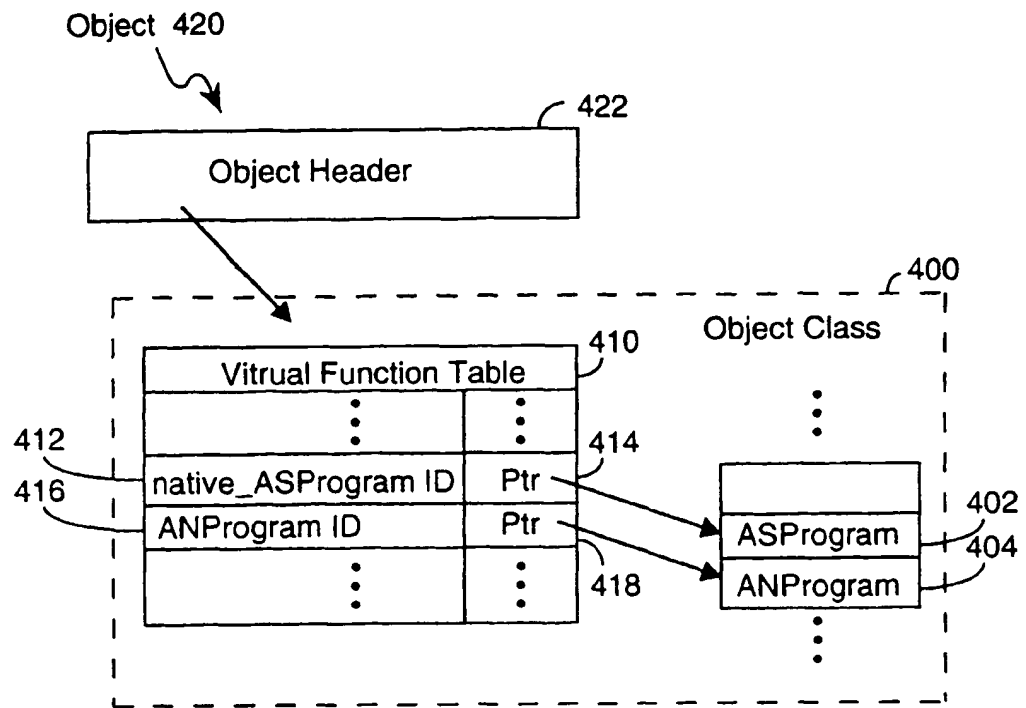 Object 420
422
Object Header
400
Object Class
410
Vitrual Function Table
412
414
native_ASProgram ID Ptr
416
ANProgram ID Ptr
418
402
ASProgram
404
ANProgram